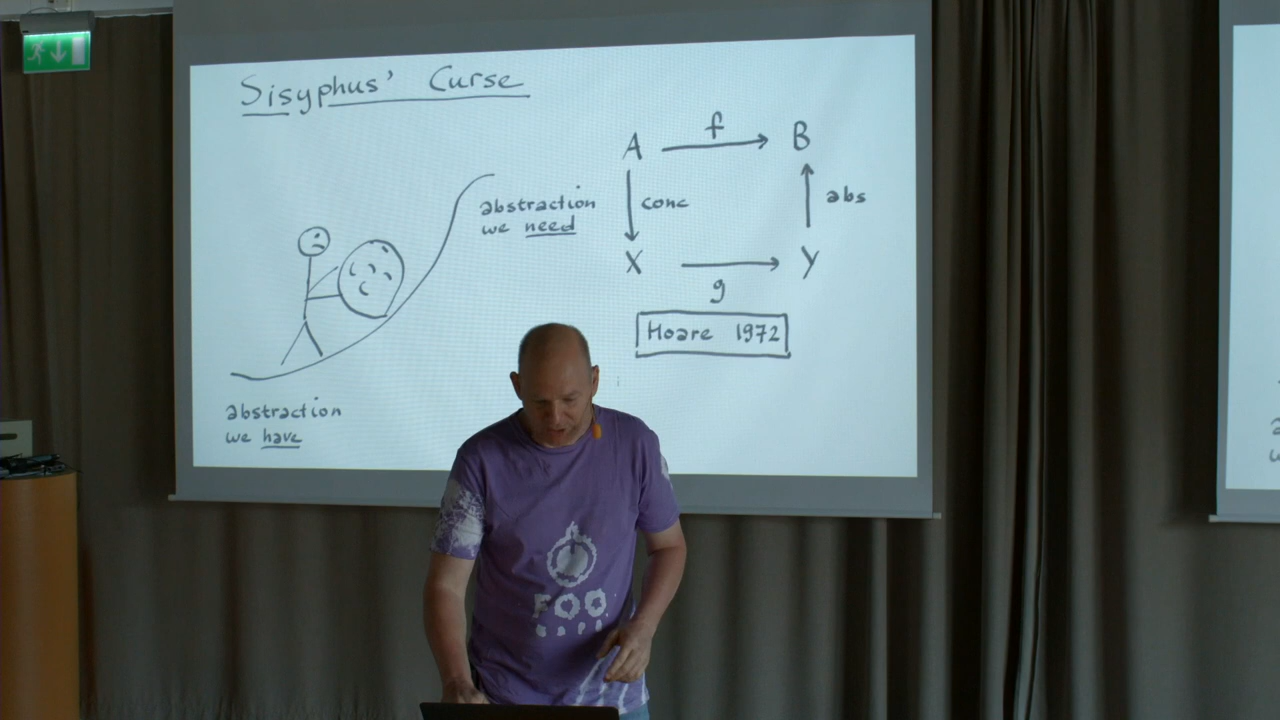 Sisyphus' Curse
abstraction
we need
abstraction
we have
A f B
conc abs
X g Y
Hoare 1972
FOO